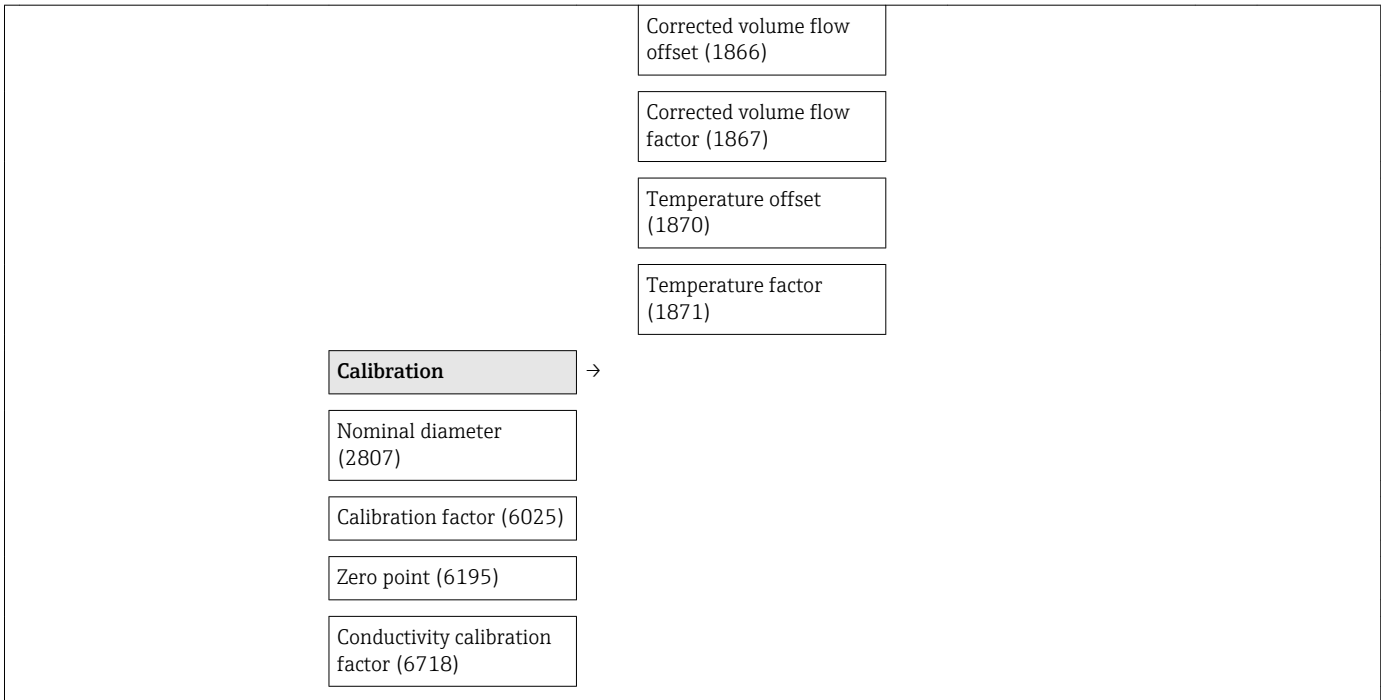 Corrected volume flow
offset (1866)
Corrected volume flow
factor (1867)
Temperature offset
(1870)
Temperature factor
(1871)
Calibration →
Nominal diameter
(2807)
Calibration factor (6025)
Zero point (6195)
Conductivity calibration
factor (6718)